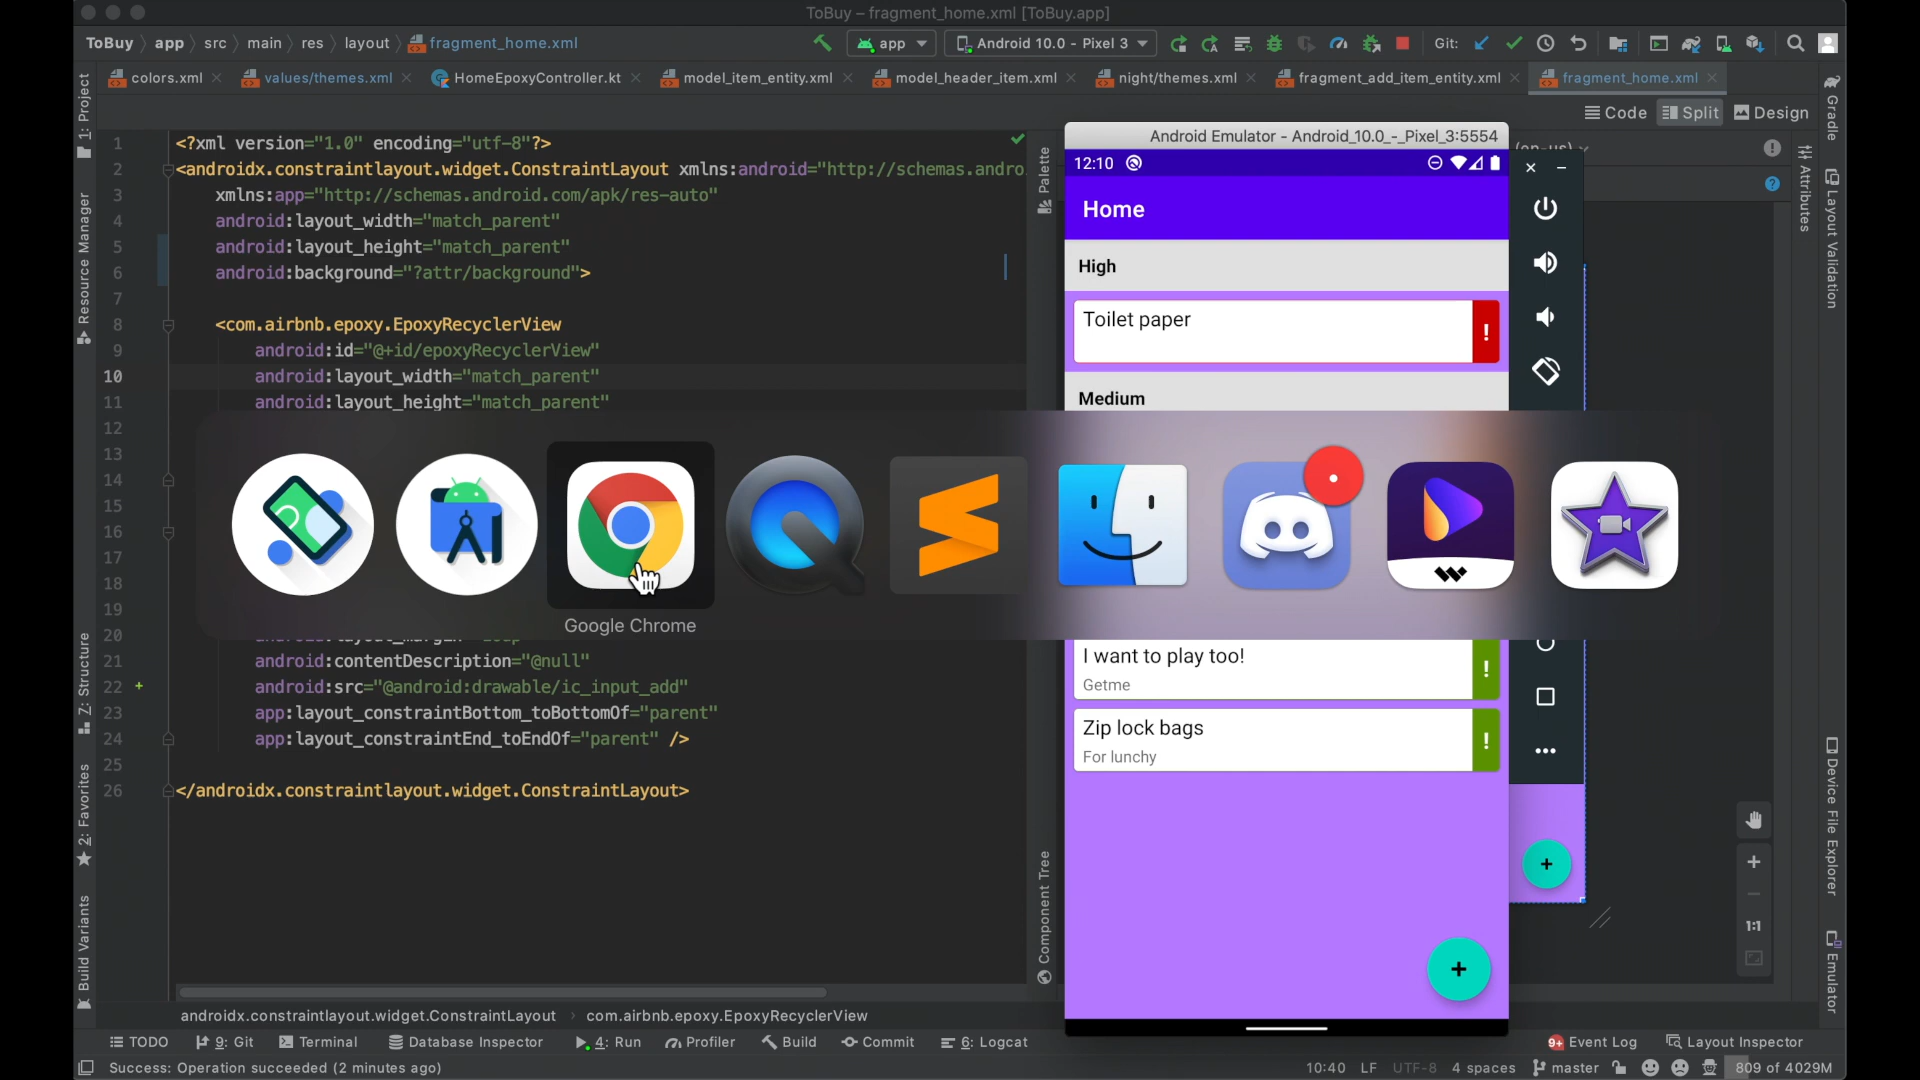 ToBuy – fragment_home.xml [ToBuy.app]
ToBuy app src main res layout fragment_home.xml
app Android 10.0 - Pixel 3 Git:
colors.xml values/themes.xml HomeEpoxyController.kt model_item_entity.xml model_header_item.xml night/themes.xml fragment_add_item_entity.xml fragment_home.xml
Code Split Design
1: Project
Resource Manager
Z: Structure
2: Favorites
Build Variants
1 <?xml version="1.0" encoding="utf-8"?>
2 <androidx.constraintlayout.widget.ConstraintLayout xmlns:android="http://schemas.andro
3 xmlns:app="http://schemas.android.com/apk/res-auto"
4 android:layout_width="match_parent"
5 android:layout_height="match_parent"
6 android:background="?attr/background">
7
8 <com.airbnb.epoxy.EpoxyRecyclerView
9 android:id="@+id/epoxyRecyclerView"
10 android:layout_width="match_parent"
11 android:layout_height="match_parent"
12
13
14
15
16
17
18
19
20
21 android:contentDescription="@null"
22 + android:src="@android:drawable/ic_input_add"
23 app:layout_constraintBottom_toBottomOf="parent"
24 app:layout_constraintEnd_toEndOf="parent" />
25
26 </androidx.constraintlayout.widget.ConstraintLayout>
Palette
Component Tree
Android Emulator - Android_10.0_-_Pixel_3:5554
12:10
Home
High
Toilet paper
!
Medium
Google Chrome
I want to play too!
Getme
!
Zip lock bags
For lunchy
!
+
+
1:1
Gradle
Attributes
Layout Validation
Device File Explorer
Emulator
androidx.constraintlayout.widget.ConstraintLayout › com.airbnb.epoxy.EpoxyRecyclerView
TODO 9: Git Terminal Database Inspector 4: Run Profiler Build Commit 6: Logcat 9+ Event Log Layout Inspector
Success: Operation succeeded (2 minutes ago) 10:40 LF UTF-8 4 spaces master 809 of 4029M